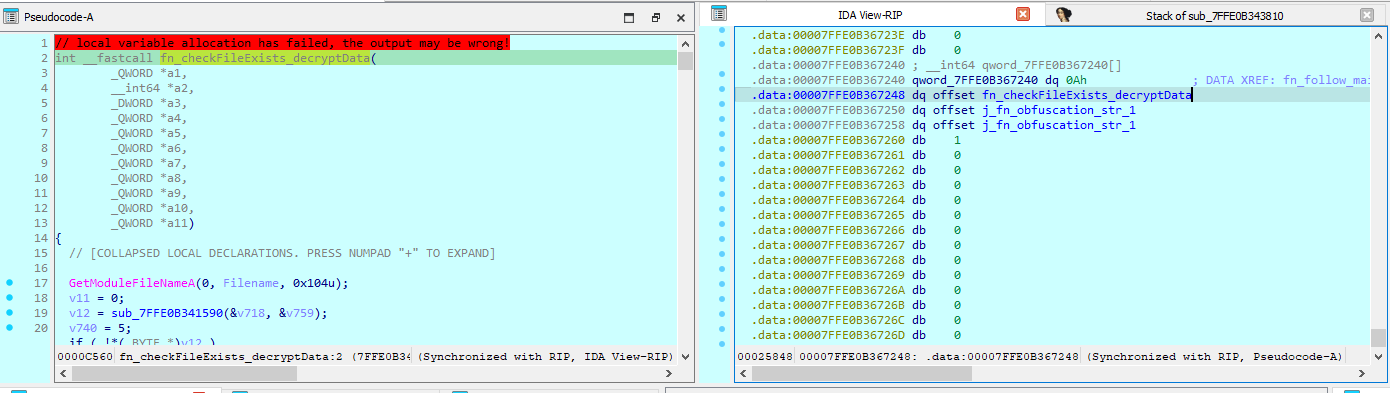 Pseudocode-A
1 // local variable allocation has failed, the output may be wrong!
2 int __fastcall fn_checkFileExists_decryptData(
3 _QWORD *a1,
4 __int64 *a2,
5 _DWORD *a3,
6 _QWORD *a4,
7 _QWORD *a5,
8 _QWORD *a6,
9 _QWORD *a7,
10 _QWORD *a8,
11 _QWORD *a9,
12 _QWORD *a10,
13 _QWORD *a11)
14 {
15 // [COLLAPSED LOCAL DECLARATIONS. PRESS NUMPAD "+" TO EXPAND]
16
17 GetModuleFileNameA(0, Filename, 0x104u);
18 v11 = 0;
19 v12 = sub_7FFE0B341590(&v718, &v759);
20 v740 = 5;
if ( !*(_BYTE *)v12 )
0000C560 fn_checkFileExists_decryptData:2 (7FFE0B34 (Synchronized with RIP, IDA View-RIP)
IDA View-RIP
Stack of sub_7FFE0B343810
.data:00007FFE0B36723E db 0
.data:00007FFE0B36723F db 0
.data:00007FFE0B367240 ; __int64 qword_7FFE0B367240[]
.data:00007FFE0B367240 qword_7FFE0B367240 dq 0Ah ; DATA XREF: fn_follow_mai
.data:00007FFE0B367248 dq offset fn_checkFileExists_decryptData
.data:00007FFE0B367250 dq offset j_fn_obfuscation_str_1
.data:00007FFE0B367258 dq offset j_fn_obfuscation_str_1
.data:00007FFE0B367260 db 1
.data:00007FFE0B367261 db 0
.data:00007FFE0B367262 db 0
.data:00007FFE0B367263 db 0
.data:00007FFE0B367264 db 0
.data:00007FFE0B367265 db 0
.data:00007FFE0B367266 db 0
.data:00007FFE0B367267 db 0
.data:00007FFE0B367268 db 0
.data:00007FFE0B367269 db 0
.data:00007FFE0B36726A db 0
.data:00007FFE0B36726B db 0
.data:00007FFE0B36726C db 0
.data:00007FFE0B36726D db 0
00025848 00007FFE0B367248: .data:00007FFE0B367248 (Synchronized with RIP, Pseudocode-A)